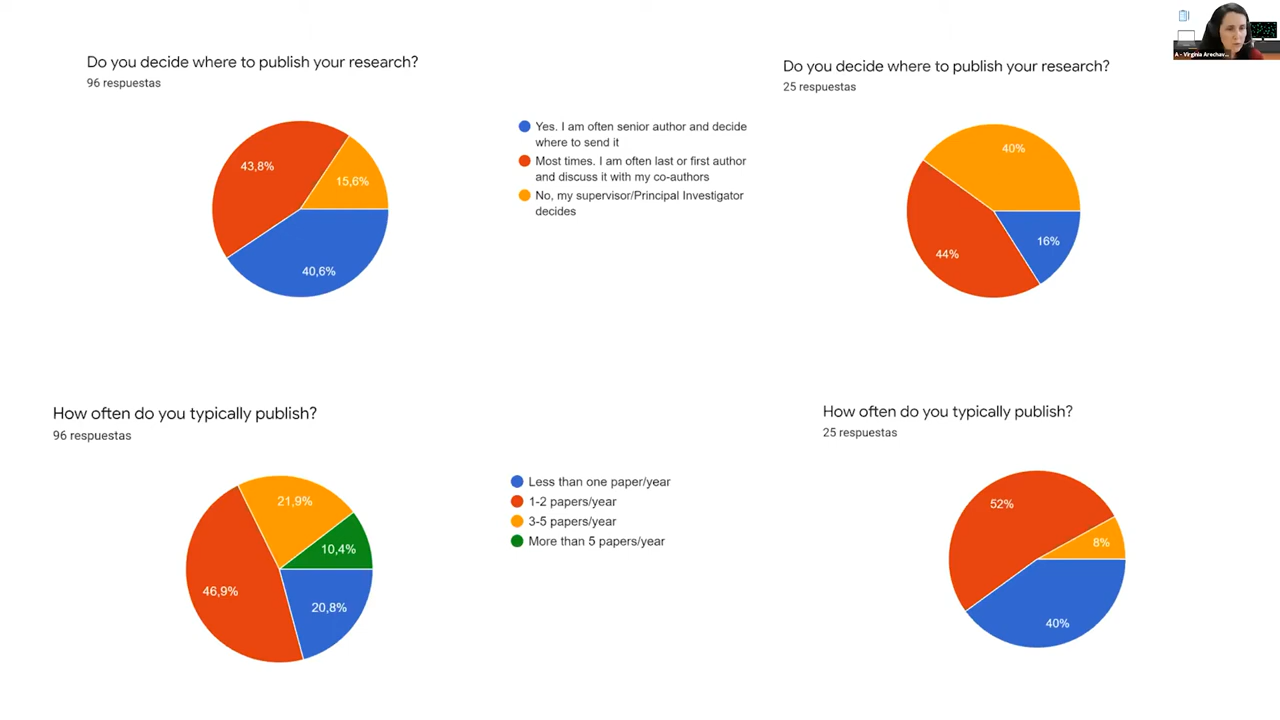 Do you decide where to publish your research?
96 respuestas
43,8%
15,6%
40,6%
Yes. I am often senior author and decide
where to send it
Most times. I am often last or first author
and discuss it with my co-authors
No, my supervisor/Principal Investigator
decides
Do you decide where to publish your research?
25 respuestas
40%
16%
44%
A - Virginia Arechav...
How often do you typically publish?
96 respuestas
21,9%
10,4%
46,9%
20,8%
Less than one paper/year
1-2 papers/year
3-5 papers/year
More than 5 papers/year
How often do you typically publish?
25 respuestas
52%
8%
40%